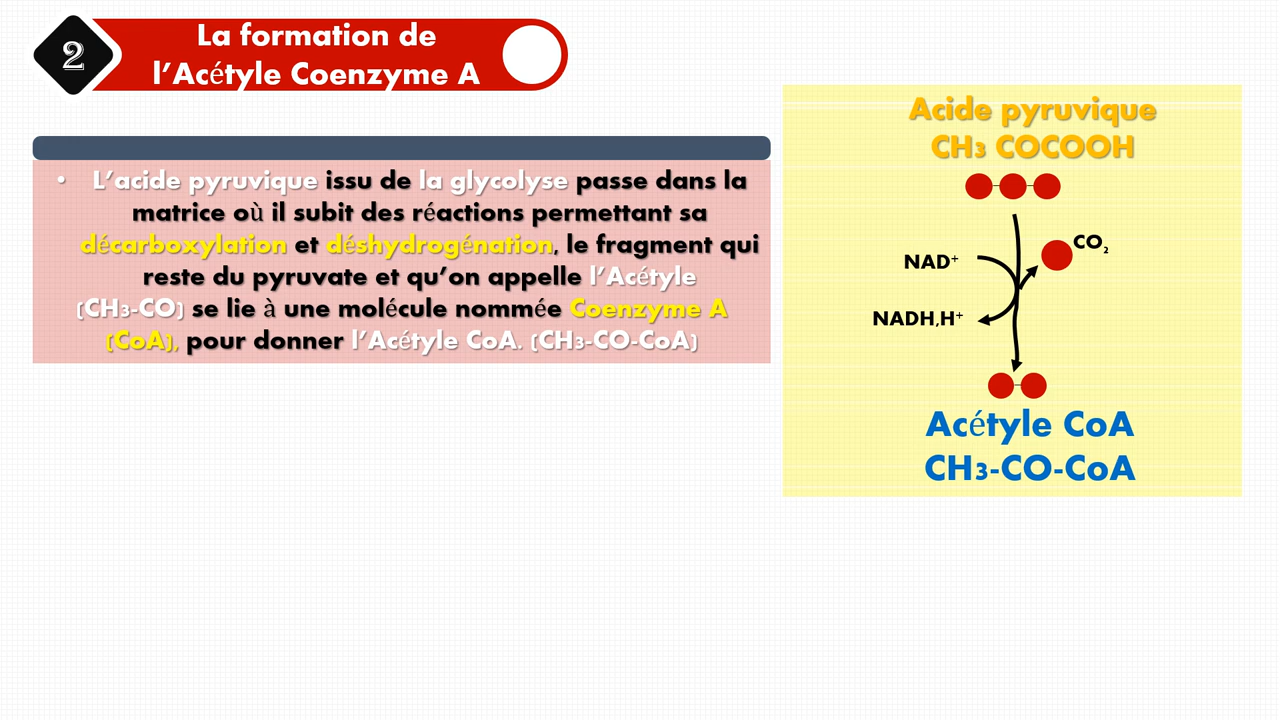 2
La formation de
l'Acétyle Coenzyme A
• L'acide pyruvique issu de la glycolyse passe dans la
matrice où il subit des réactions permettant sa
décarboxylation et déshydrogénation, le fragment qui
reste du pyruvate et qu'on appelle l'Acétyle
(CH3-CO) se lie à une molécule nommée Coenzyme A
(CoA), pour donner l'Acétyle CoA. (CH3-CO-CoA)
Acide pyruvique
CH3 COCOOH
CO₂
NAD⁺
NADH,H⁺
Acétyle CoA
CH3-CO-CoA